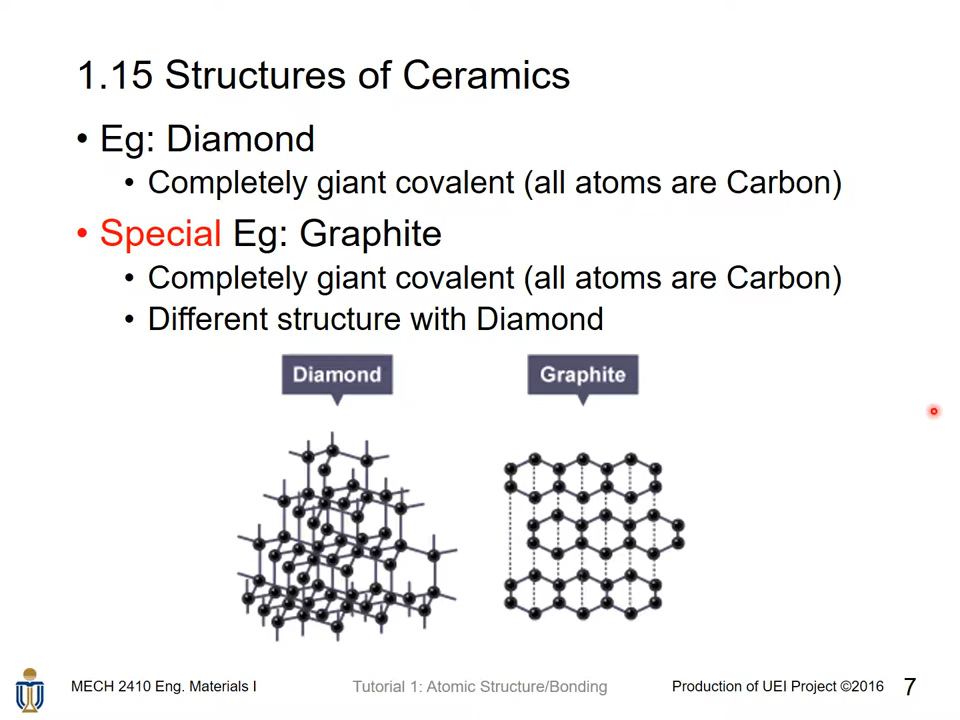 1.15 Structures of Ceramics
• Eg: Diamond
• Completely giant covalent (all atoms are Carbon)
• Special Eg: Graphite
• Completely giant covalent (all atoms are Carbon)
• Different structure with Diamond
Diamond
Graphite
MECH 2410 Eng. Materials I
Tutorial 1: Atomic Structure/Bonding
Production of UEI Project ©2016
7